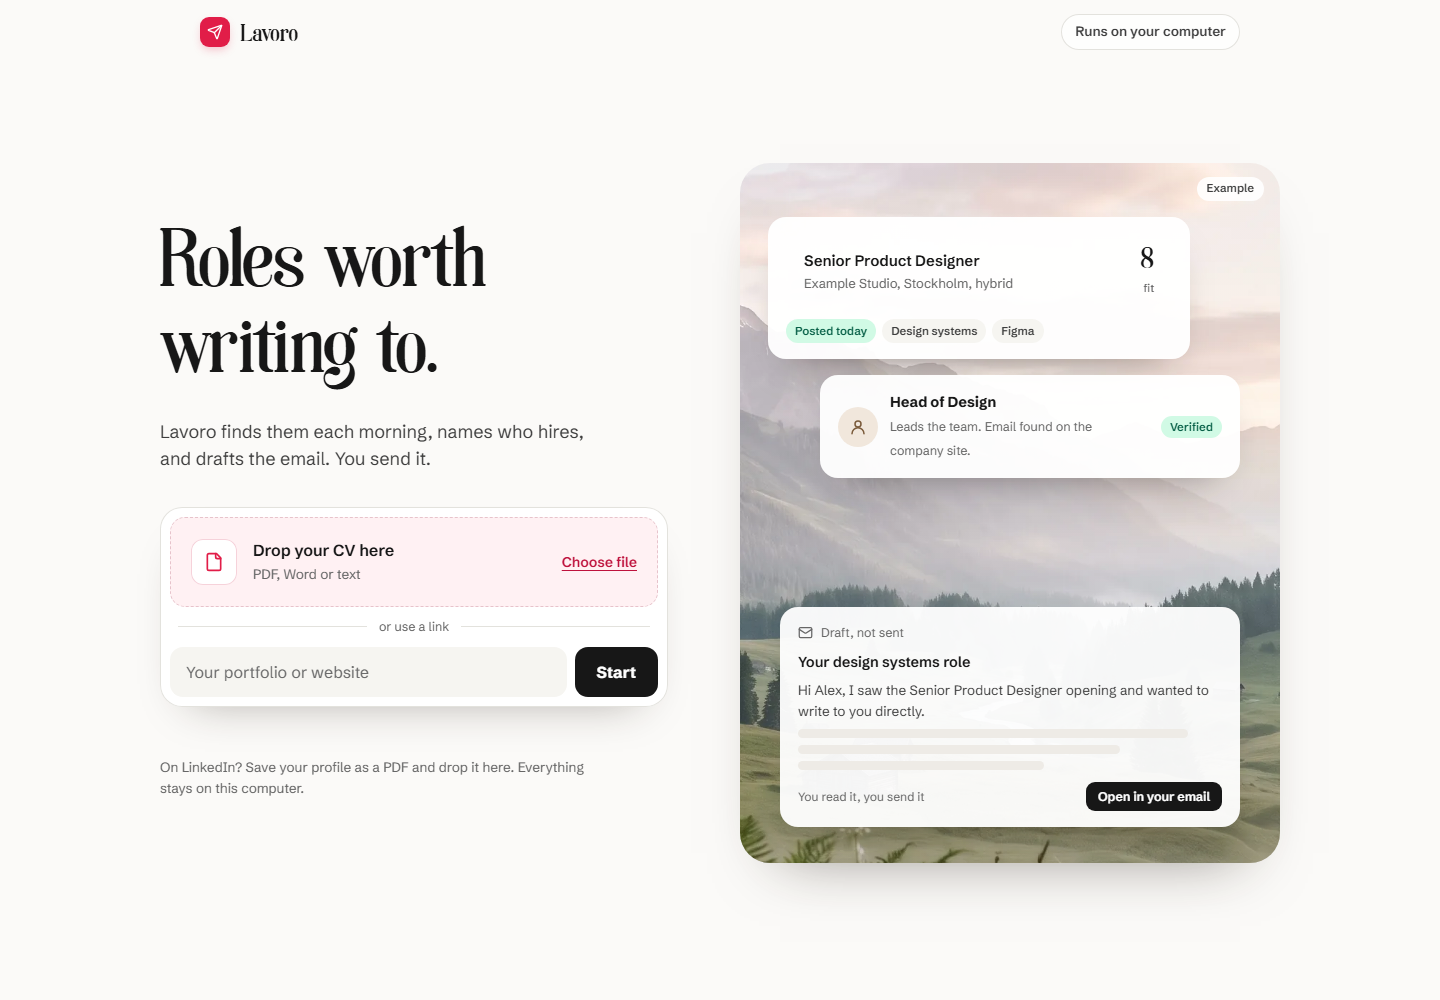 Lavoro
Runs on your computer
Roles worth
writing to.
Lavoro finds them each morning, names who hires,
and drafts the email. You send it.
Drop your CV here
PDF, Word or text
Choose file
or use a link
Your portfolio or website
Start
On LinkedIn? Save your profile as a PDF and drop it here. Everything
stays on this computer.
Example
Senior Product Designer
Example Studio, Stockholm, hybrid
8
fit
Posted today
Design systems
Figma
Head of Design
Leads the team. Email found on the
company site.
Verified
Draft, not sent
Your design systems role
Hi Alex, I saw the Senior Product Designer opening and wanted to
write to you directly.
You read it, you send it
Open in your email